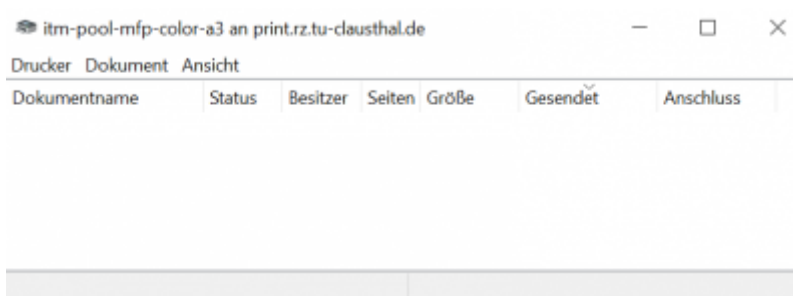 itm-pool-mfp-color-a3 an print.rz.tu-clausthal.de
Drucker Dokument Ansicht
Dokumentname Status Besitzer Seiten Größe Gesendet Anschluss